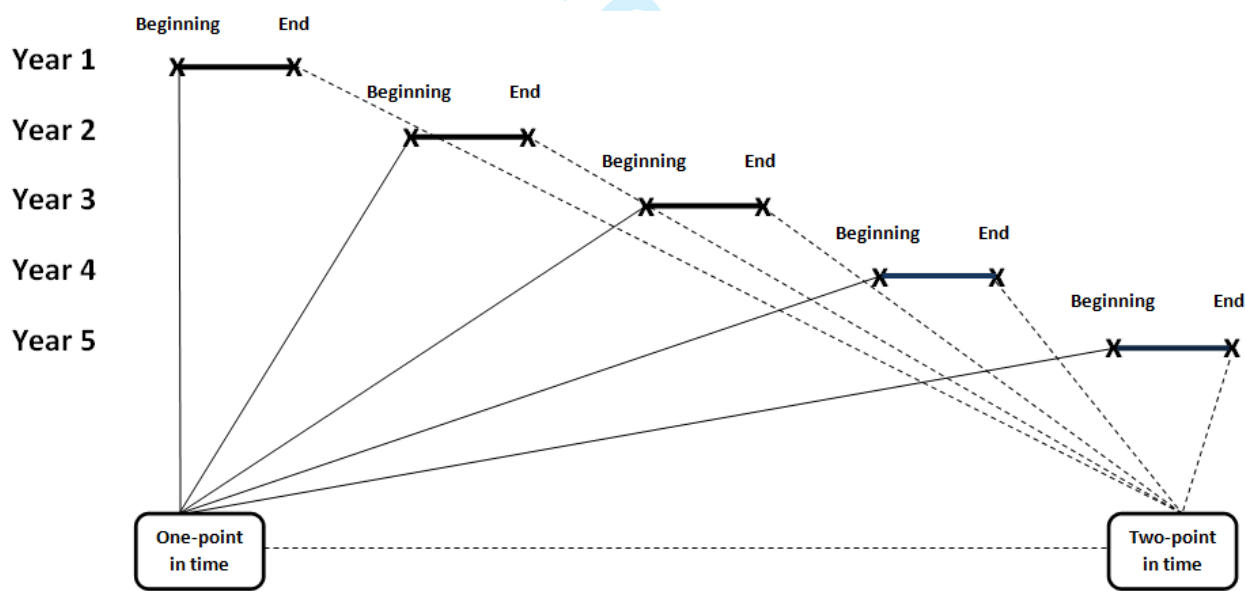 Beginning End
Year 1
Beginning End
Year 2
Beginning End
Year 3
Beginning End
Year 4
Beginning End
Year 5
One-point
in time
Two-point
in time